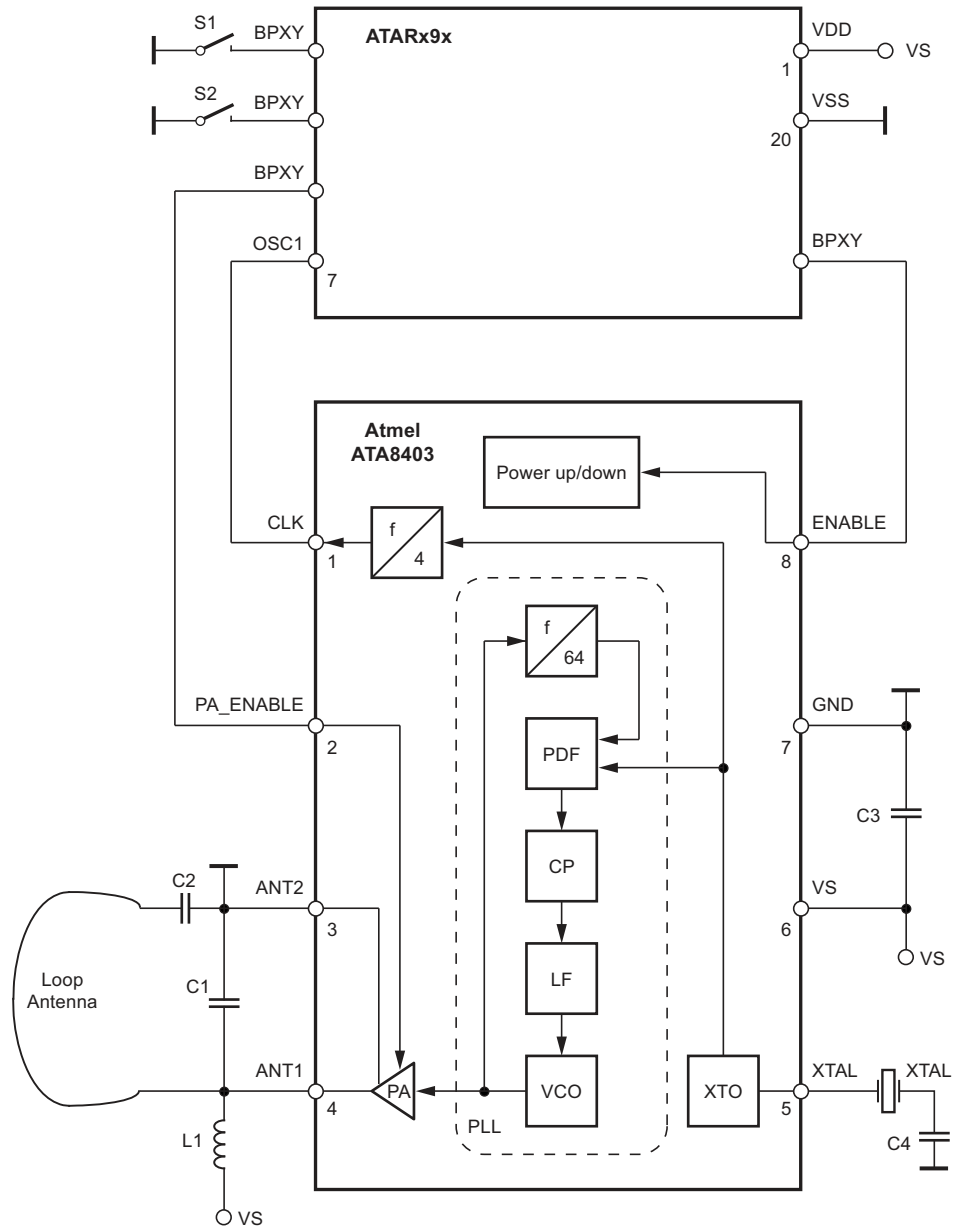 S1
BPXY
ATARx9x
VDD
1
VS
S2
BPXY
VSS
20
BPXY
OSC1
7
BPXY
Atmel
ATA8403
Power up/down
CLK
1
f
4
ENABLE
8
f
64
PA_ENABLE
2
GND
7
PDF
C3
CP
C2
ANT2
3
VS
6
VS
Loop
Antenna
C1
LF
ANT1
4
PA
VCO
XTO
XTAL
5
XTAL
PLL
L1
C4
VS